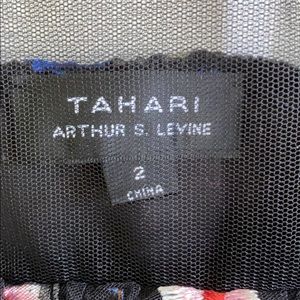 TAHARI
ARTHUR S. LEVINE
2
CHINA